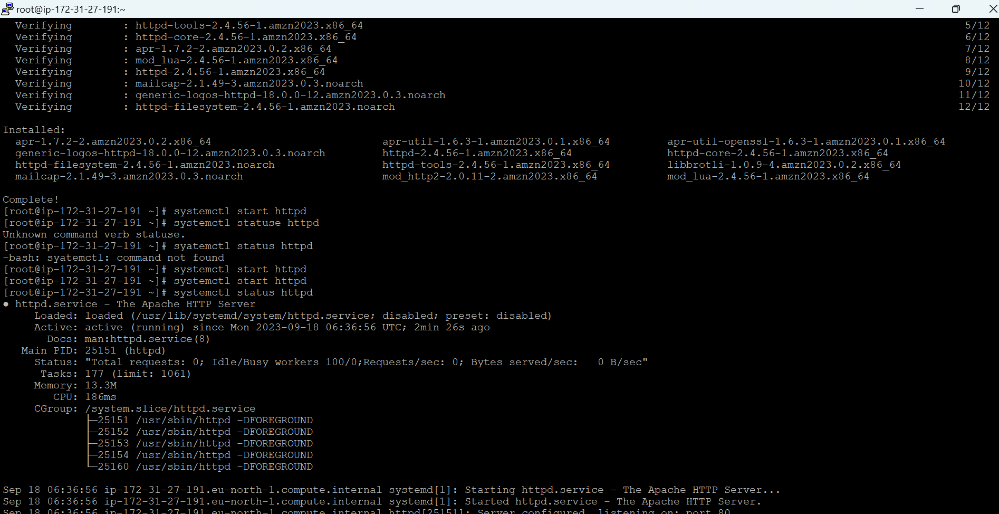 root@ip-172-31-27-191:~
Verifying : httpd-tools-2.4.56-1.amzn2023.x86_64 5/12
Verifying : httpd-core-2.4.56-1.amzn2023.x86_64 6/12
Verifying : apr-1.7.2-2.amzn2023.0.2.x86_64 7/12
Verifying : mod_lua-2.4.56-1.amzn2023.x86_64 8/12
Verifying : httpd-2.4.56-1.amzn2023.x86_64 9/12
Verifying : mailcap-2.1.49-3.amzn2023.0.3.noarch 10/12
Verifying : generic-logos-httpd-18.0.0-12.amzn2023.0.3.noarch 11/12
Verifying : httpd-filesystem-2.4.56-1.amzn2023.noarch 12/12
Installed:
apr-1.7.2-2.amzn2023.0.2.x86_64 apr-util-1.6.3-1.amzn2023.0.1.x86_64 apr-util-openssl-1.6.3-1.amzn2023.0.1.x86_64
generic-logos-httpd-18.0.0-12.amzn2023.0.3.noarch httpd-2.4.56-1.amzn2023.x86_64 httpd-core-2.4.56-1.amzn2023.x86_64
httpd-filesystem-2.4.56-1.amzn2023.noarch httpd-tools-2.4.56-1.amzn2023.x86_64 libbrotli-1.0.9-4.amzn2023.0.2.x86_64
mailcap-2.1.49-3.amzn2023.0.3.noarch mod_http2-2.0.11-2.amzn2023.x86_64 mod_lua-2.4.56-1.amzn2023.x86_64
Complete!
[root@ip-172-31-27-191 ~]# systemctl start httpd
[root@ip-172-31-27-191 ~]# systemctl statuse httpd
Unknown command verb statuse.
[root@ip-172-31-27-191 ~]# syatemctl status httpd
-bash: syatemctl: command not found
[root@ip-172-31-27-191 ~]# systemctl start httpd
[root@ip-172-31-27-191 ~]# systemctl start httpd
[root@ip-172-31-27-191 ~]# systemctl status httpd
● httpd.service - The Apache HTTP Server
Loaded: loaded (/usr/lib/systemd/system/httpd.service; disabled; preset: disabled)
Active: active (running) since Mon 2023-09-18 06:36:56 UTC; 2min 26s ago
Docs: man:httpd.service(8)
Main PID: 25151 (httpd)
Status: "Total requests: 0; Idle/Busy workers 100/0;Requests/sec: 0; Bytes served/sec:   0 B/sec"
Tasks: 177 (limit: 1061)
Memory: 13.3M
CPU: 186ms
CGroup: /system.slice/httpd.service
├─25151 /usr/sbin/httpd -DFOREGROUND
├─25152 /usr/sbin/httpd -DFOREGROUND
├─25153 /usr/sbin/httpd -DFOREGROUND
├─25154 /usr/sbin/httpd -DFOREGROUND
└─25160 /usr/sbin/httpd -DFOREGROUND
Sep 18 06:36:56 ip-172-31-27-191.eu-north-1.compute.internal systemd[1]: Starting httpd.service - The Apache HTTP Server...
Sep 18 06:36:56 ip-172-31-27-191.eu-north-1.compute.internal systemd[1]: Started httpd.service - The Apache HTTP Server.
Sep 18 06:36:56 ip-172-31-27-191.eu-north-1.compute.internal httpd[25151]: Server configured, listening on: port 80